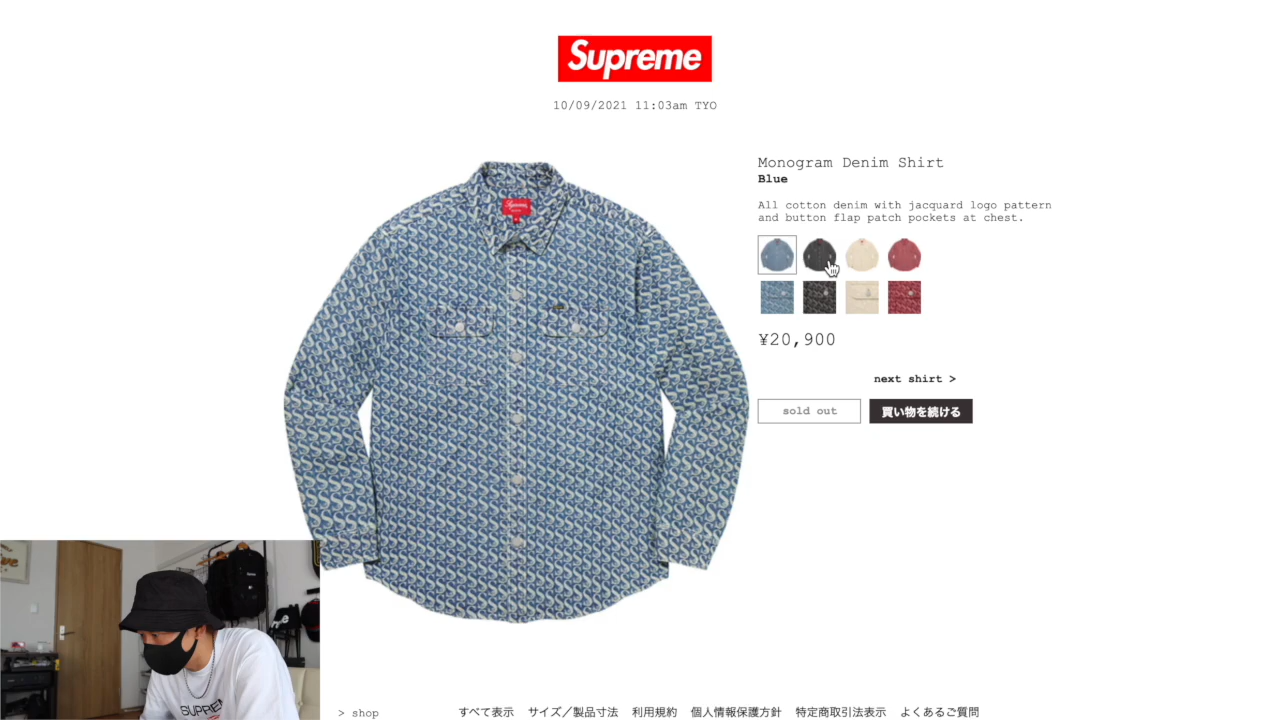 Supreme
10/09/2021 11:03am TYO
Monogram Denim Shirt
Blue
All cotton denim with jacquard logo pattern
and button flap patch pockets at chest.
¥20,900
next shirt >
sold out
買い物を続ける
Supreme
SUPREM
> shop
すべて表示 サイズ／製品寸法 利用規約 個人情報保護方針 特定商取引法表示 よくあるご質問